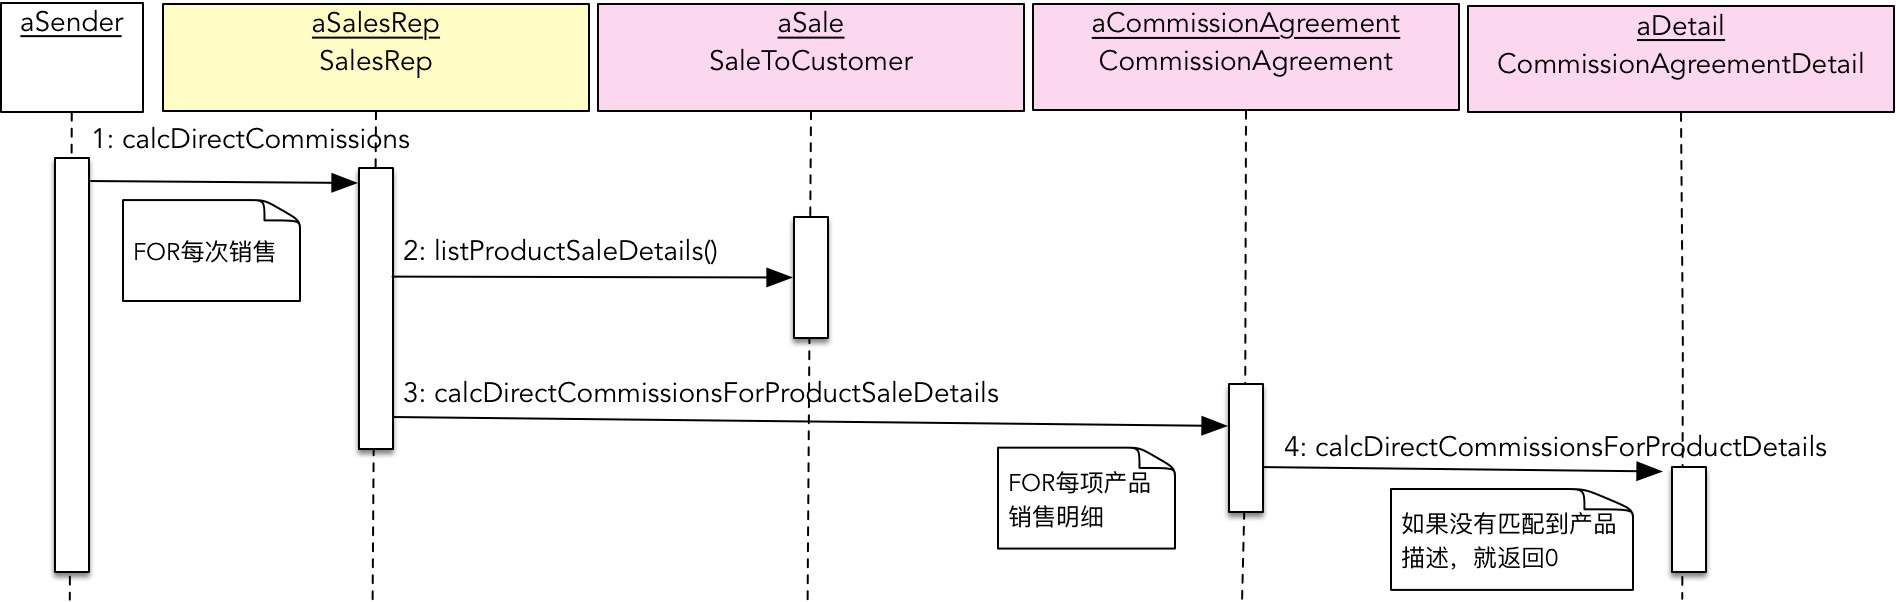 aSender
aSalesRep
SalesRep
aSale
SaleToCustomer
aCommissionAgreement
CommissionAgreement
aDetail
CommissionAgreementDetail
1: calcDirectCommissions
FOR每次销售
2: listProductSaleDetails()
3: calcDirectCommissionsForProductSaleDetails
FOR每项产品
销售明细
4: calcDirectCommissionsForProductDetails
如果没有匹配到产品
描述，就返回0